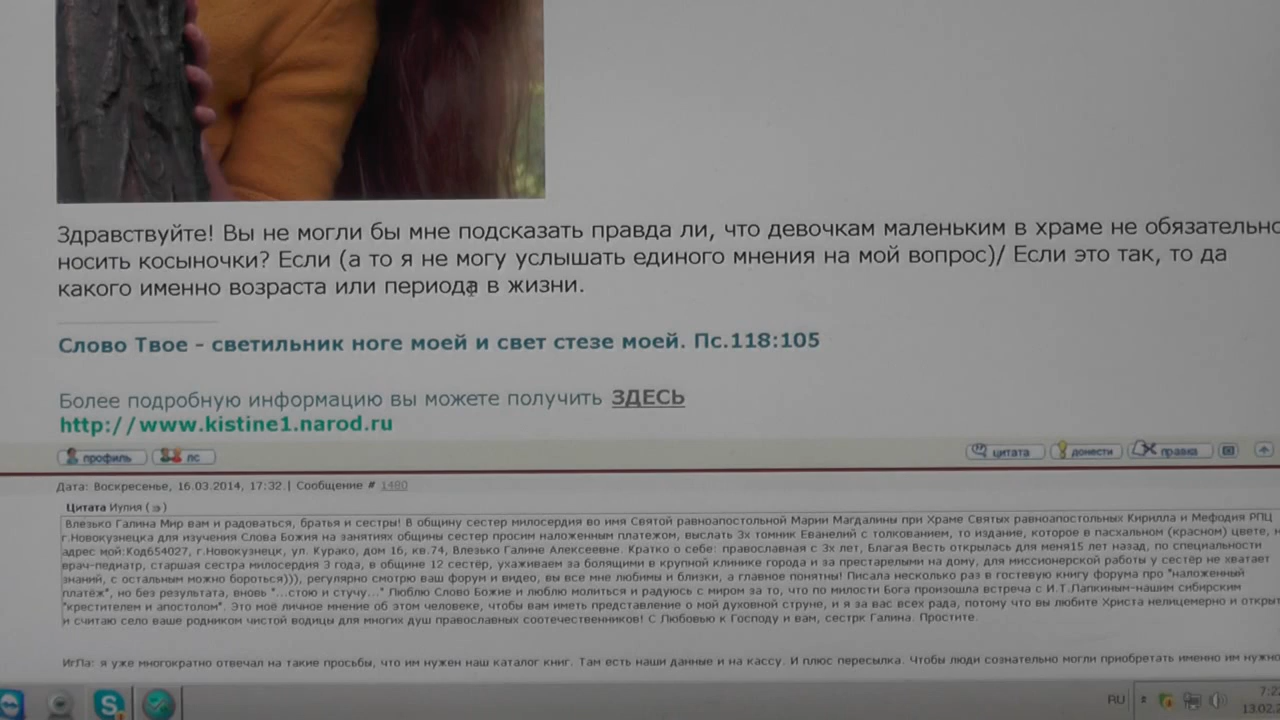 Здравствуйте! Вы не могли бы мне подсказать правда ли, что девочкам маленьким в храме не обязательно
носить косыночки? Если (а то я не могу услышать единого мнения на мой вопрос)/ Если это так, то да
какого именно возраста или периода в жизни.
Слово Твое - светильник ноге моей и свет стезе моей. Пс.118:105
Более подробную информацию вы можете получить ЗДЕСЬ
http://www.kistine1.narod.ru
профиль лс цитата донести правка
Дата: Воскресенье, 16.03.2014, 17:32 | Сообщение # 1480
Цитата Иулия ( )
Влезько Галина Мир вам и радоваться, братья и сестры! В общину сестер милосердия во имя Святой равноапостольной Марии Магдалины при Храме Святых равноапостольных Кирилла и Мефодия РПЦ
г.Новокузнецка для изучения Слова Божия на занятиях общины сестер просим наложенным платежом, выслать 3х томник Еванелий с толкованием, то издание, которое в пасхальном (красном) цвете, н
адрес мой:Код654027, г.Новокузнецк, ул. Курако, дом 16, кв.74, Влезько Галине Алексеевне. Кратко о себе: православная с 3х лет, Благая Весть открылась для меня15 лет назад, по специальности
врач-педиатр, старшая сестра милосердия 3 года, в общине 12 сестёр, ухаживаем за болящими в крупной клинике города и за престарелыми на дому, для миссионерской работы у сестёр не хватает
знаний, с остальным можно бороться))), регулярно смотрю ваш форум и видео, вы все мне любимы и близки, а главное понятны! Писала несколько раз в гостевую книгу форума про "наложенный
платёж", но без результата, вновь "...стою и стучу..." Люблю Слово Божие и люблю молиться и радуюсь с миром за то, что по милости Бога произошла встреча с И.Т.Лапкиным-нашим сибирским
"крестителем и апостолом". Это моё личное мнение об этом человеке, чтобы вам иметь представление о мой духовной струне, и я за вас всех рада, потому что вы любите Христа нелицемерно и открыт
и считаю село ваше родником чистой водицы для многих душ православных соотечественников! С Любовью к Господу и вам, сестрк Галина. Простите.
ИгЛа: я уже многократно отвечал на такие просьбы, что им нужен наш каталог книг. Там есть наши данные и на кассу. И плюс пересылка. Чтобы люди сознательно могли приобретать именно им нужно
RU
7:2
13.02.